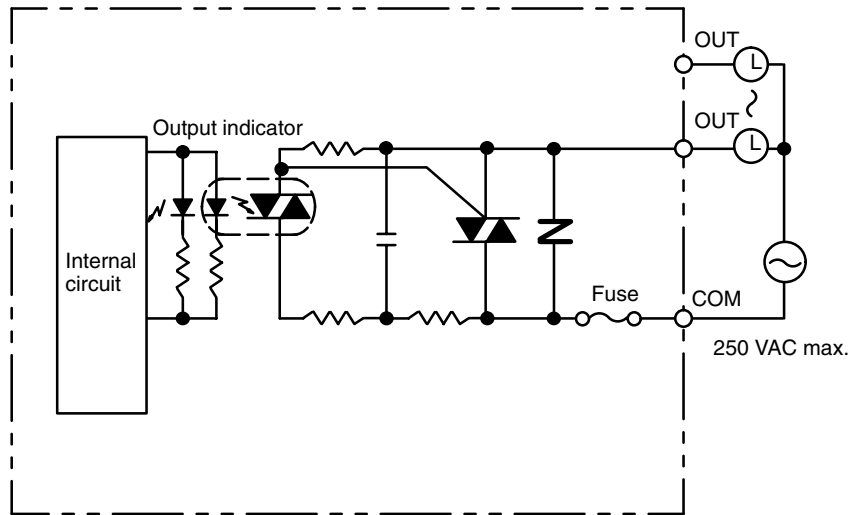 OUT
L
Output indicator
OUT
L
Internal
circuit
Fuse
COM
250 VAC max.